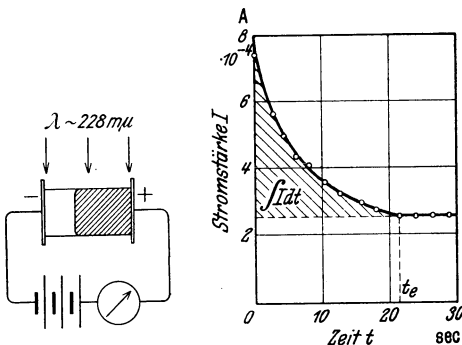 λ ~ 228 mμ
− +
A
8
·10⁻⁴
6
4
2
Stromstärke I
∫Idt
tₑ
0 10 20 30
Zeit t sec